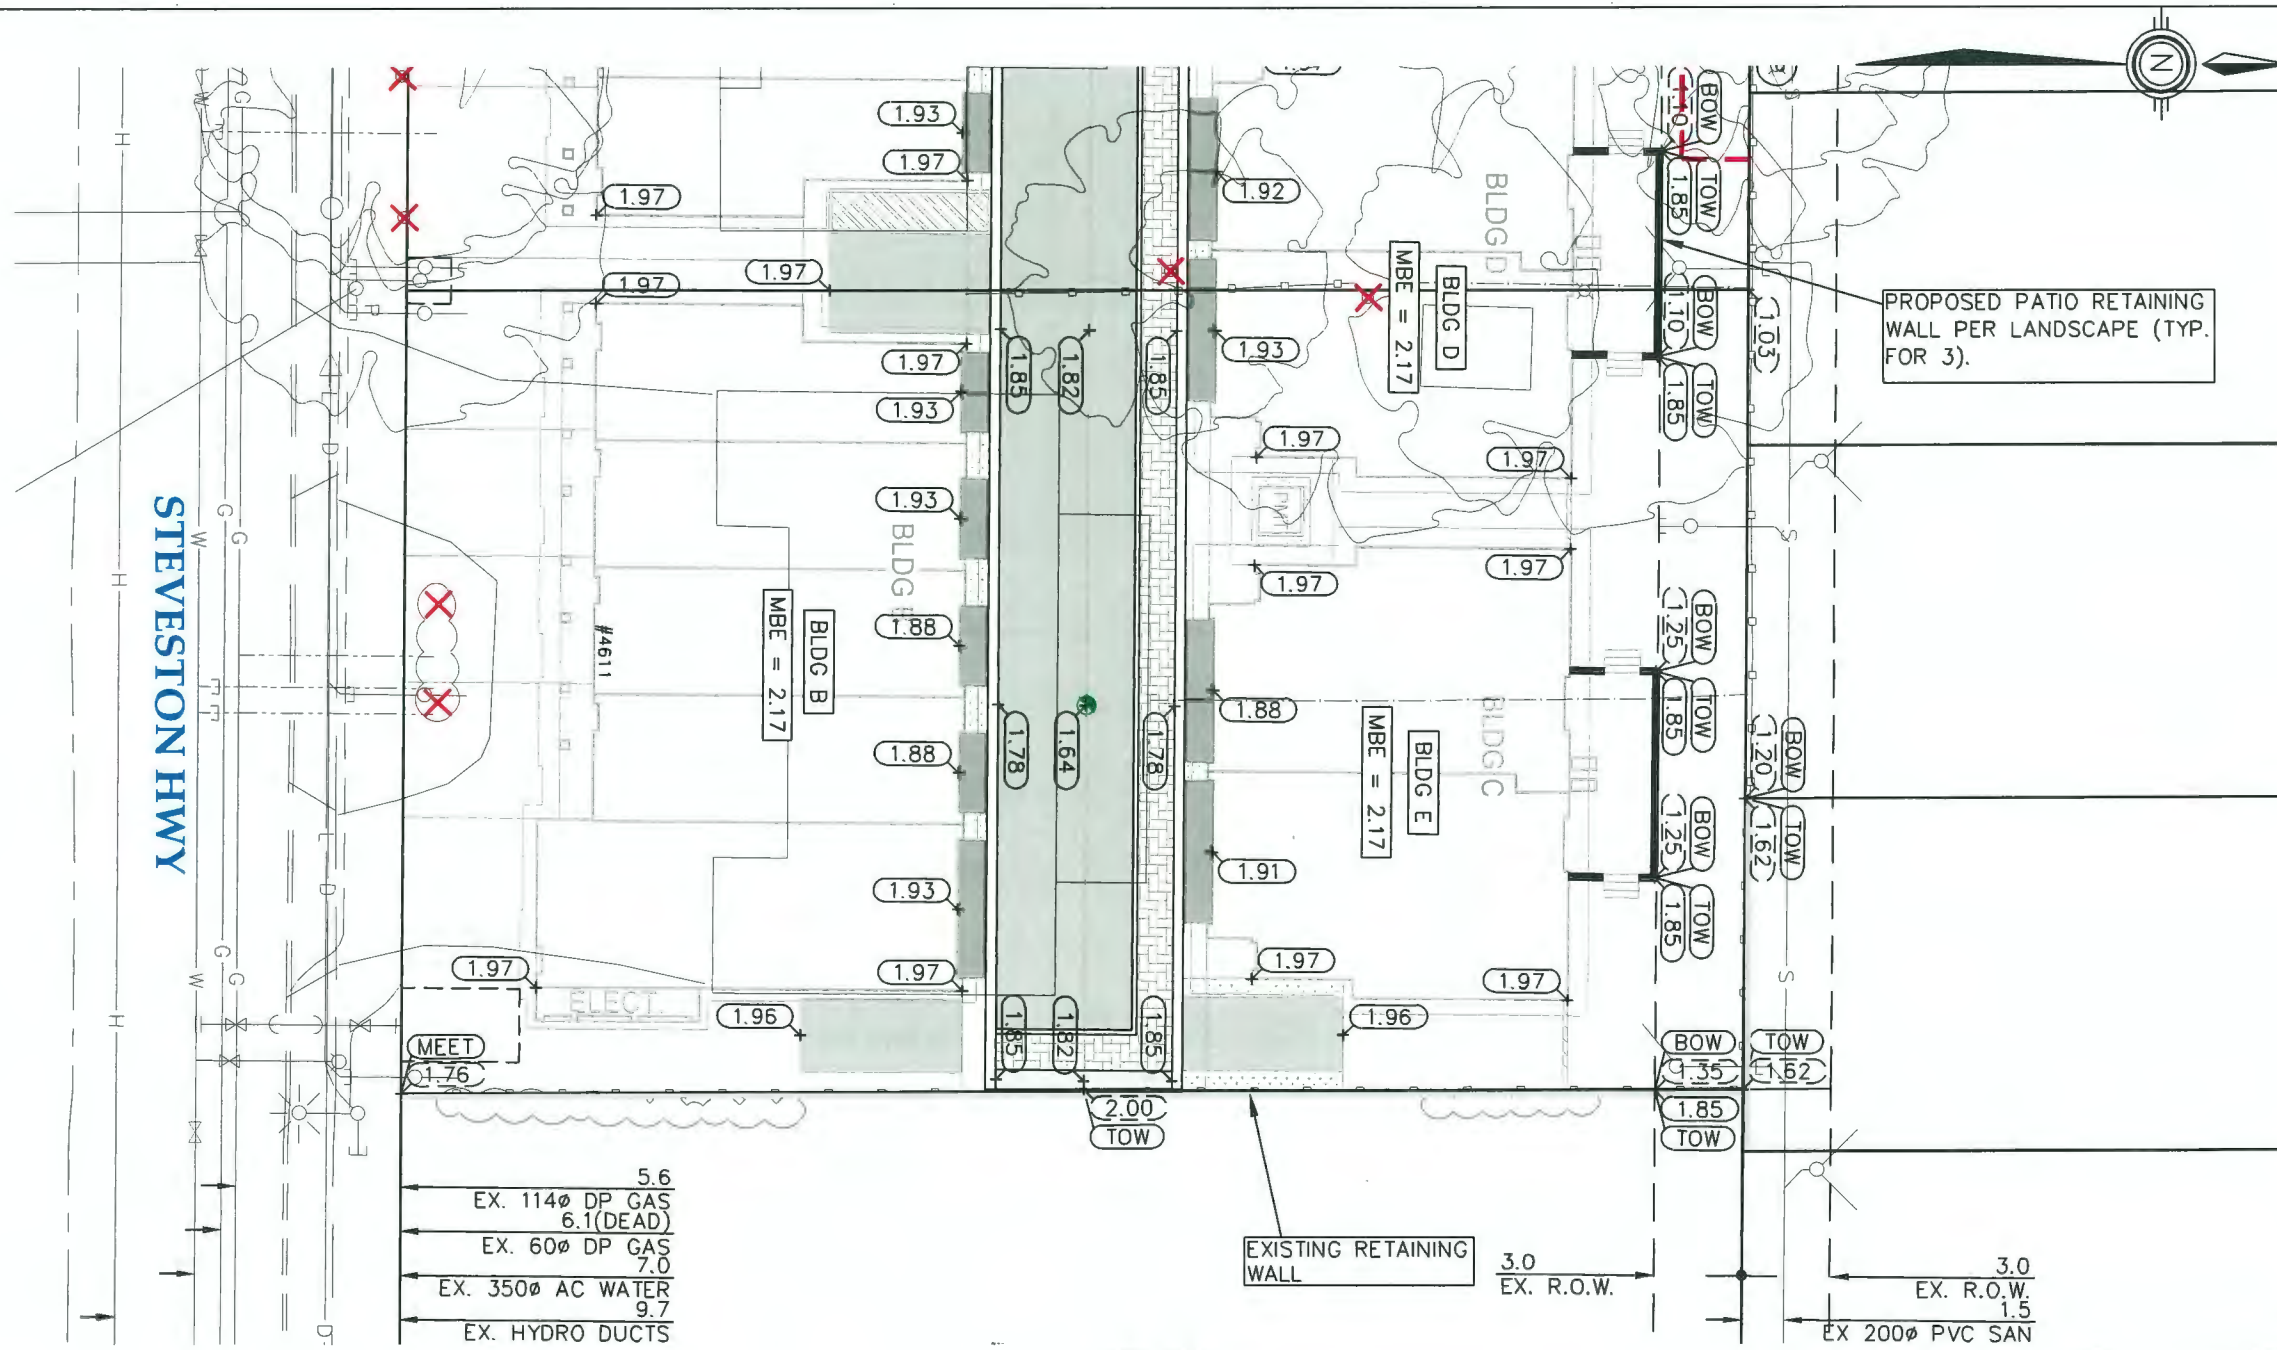 N
STEVESTON HWY
1.93
1.97
1.97
1.97
1.97
1.97
1.93
1.93
1.88
1.88
1.93
1.97
1.97
1.96
MEET
1.76
#4611
ELECT.
BLDG B
MBE = 2.17
1.85
1.82
1.85
1.78
1.64
1.78
1.85
1.82
1.85
2.00
TOW
1.92
1.93
BLDG D
BLDG D
MBE = 2.17
1.97
1.97
PMT
1.97
1.97
1.88
1.91
BLDG C
BLDG E
MBE = 2.17
1.97
1.97
1.96
BOW
1.10
TOW
1.85
BOW
1.10
TOW
1.85
1.03
BOW
1.25
TOW
1.85
BOW
1.25
TOW
1.85
BOW
1.20
TOW
1.62
BOW
1.35
TOW
1.62
1.85
TOW
PROPOSED PATIO RETAINING
WALL PER LANDSCAPE (TYP.
FOR 3).
EXISTING RETAINING
WALL
5.6
EX. 114ø DP GAS
6.1(DEAD)
EX. 60ø DP GAS
7.0
EX. 350ø AC WATER
9.7
EX. HYDRO DUCTS
3.0
EX. R.O.W.
3.0
EX. R.O.W.
1.5
EX 200ø PVC SAN
H
H
H
W
W
W
G
G
G
G
G
D
D
D
S
S
S